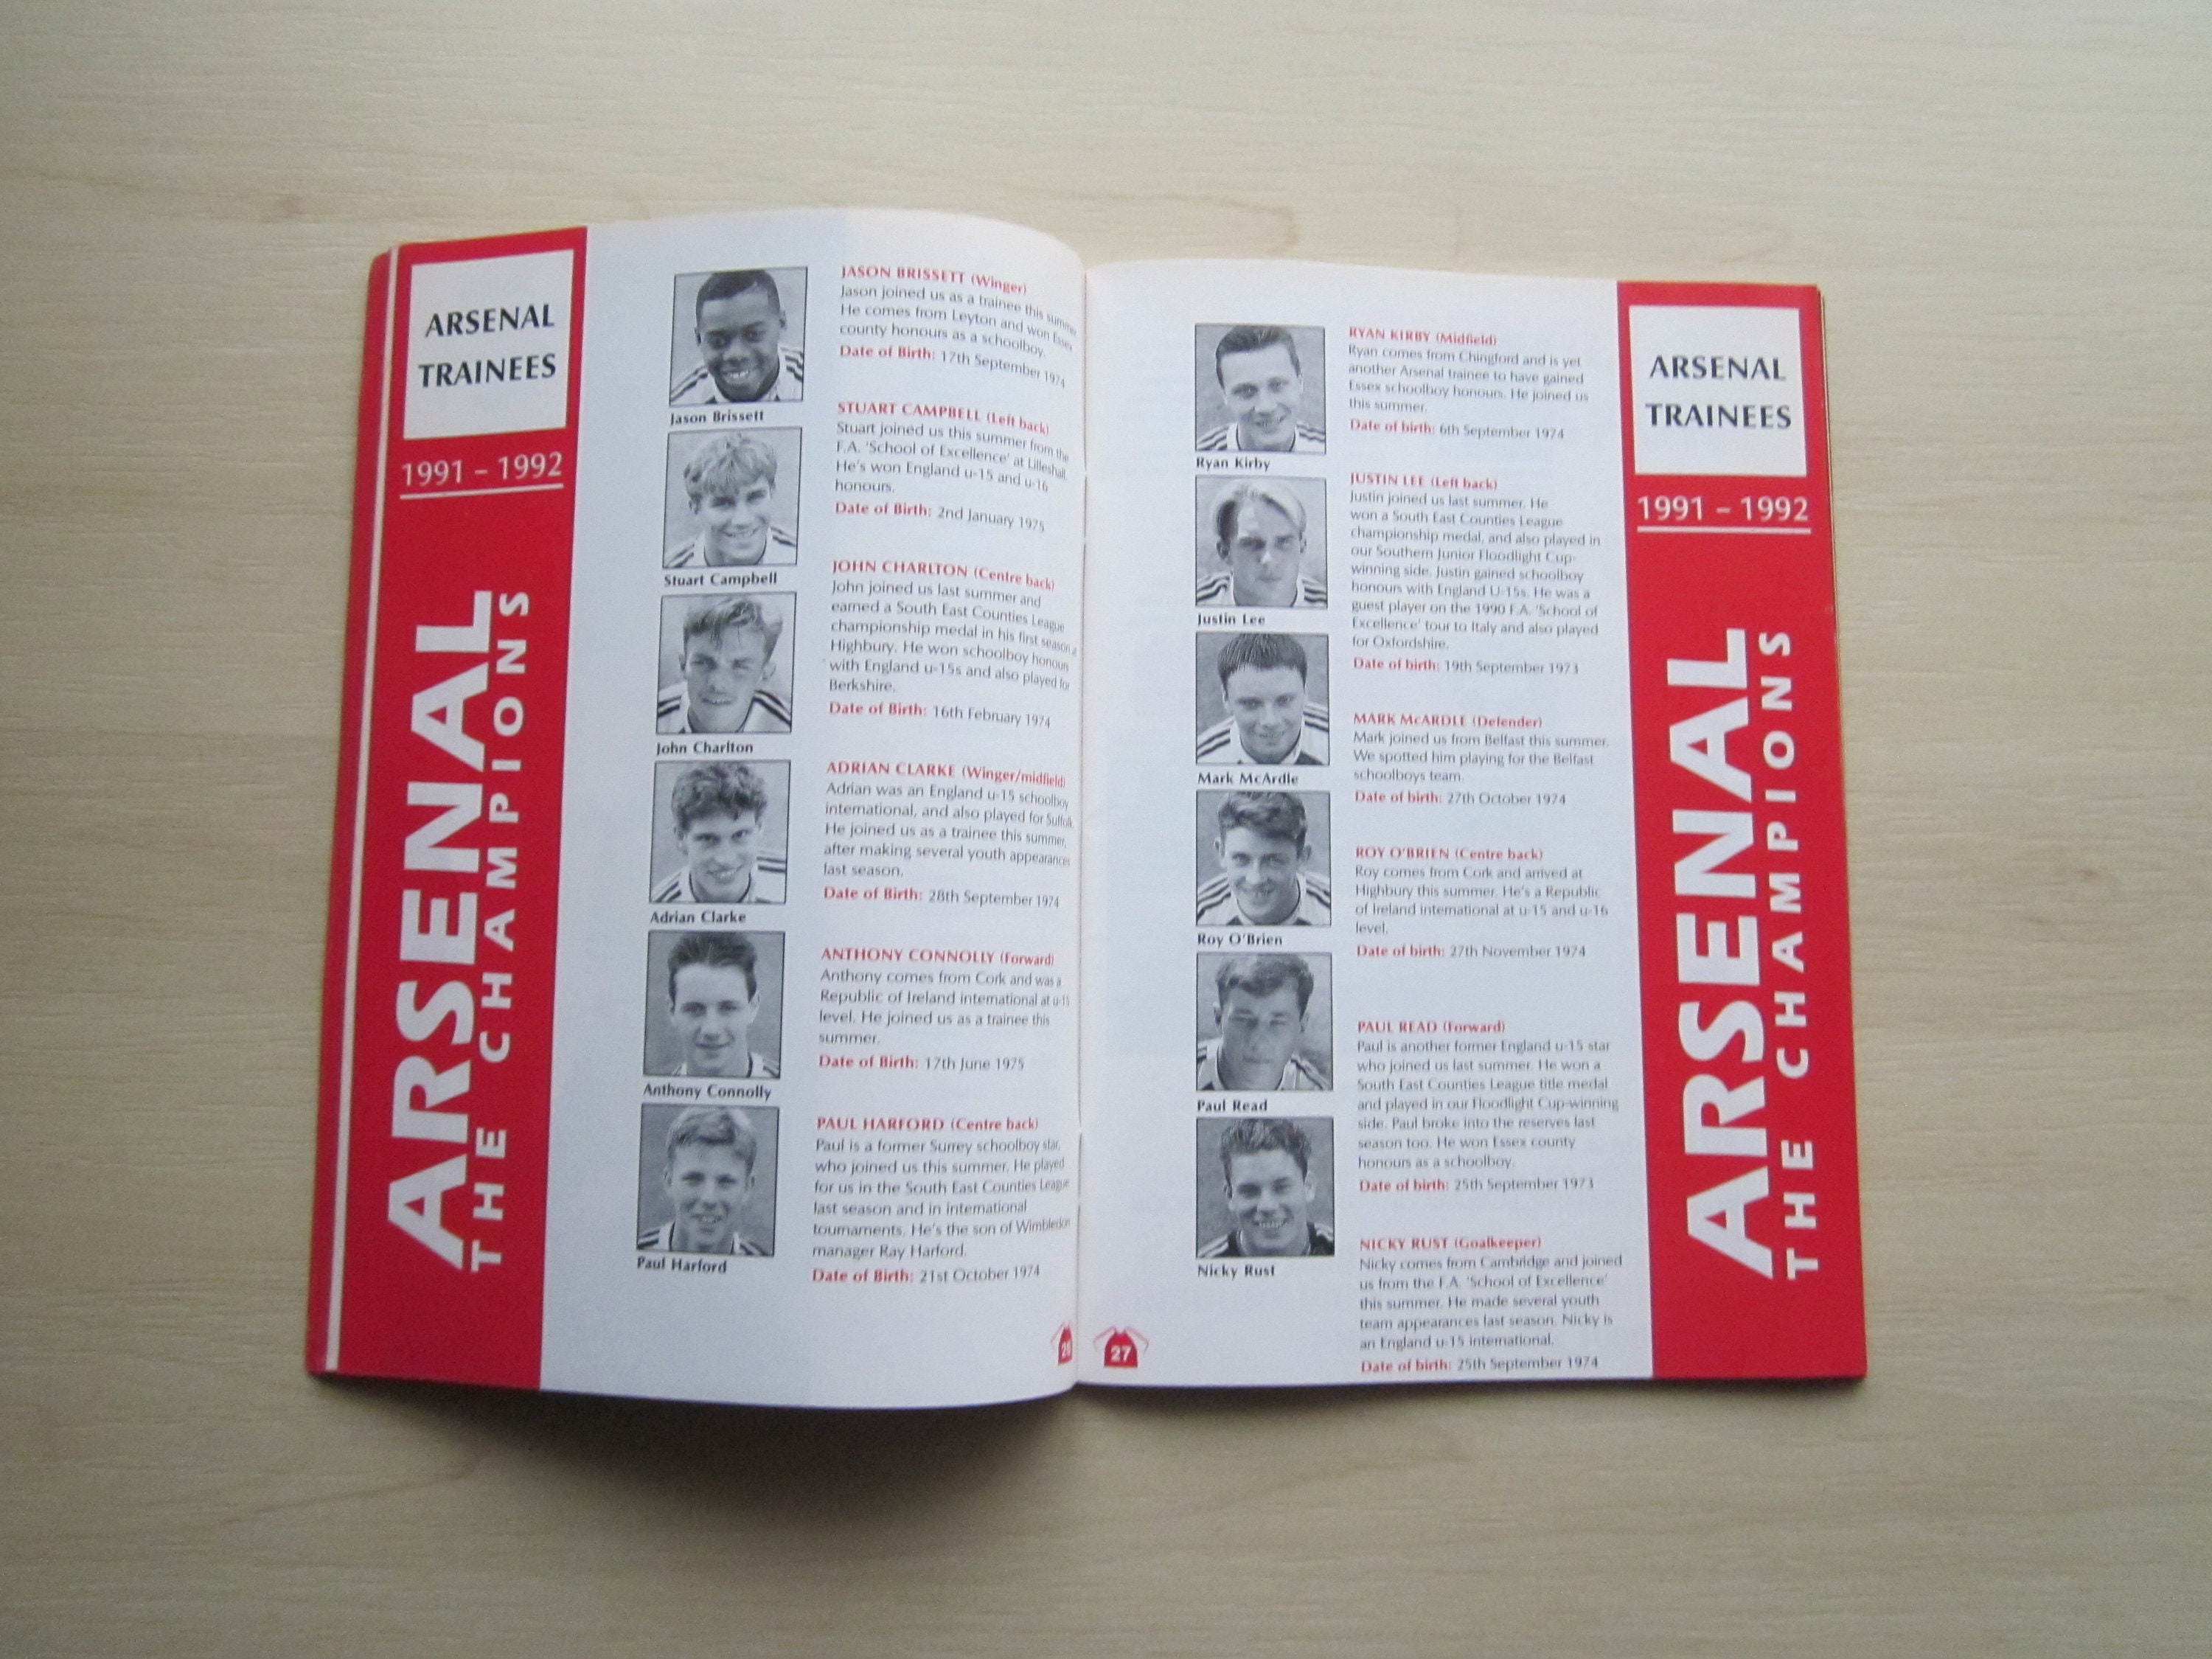 ARSENAL
TRAINEES
1991 – 1992
ARSENAL
THE CHAMPIONS
Jason Brissett
Stuart Campbell
John Charlton
Adrian Clarke
Anthony Connolly
Paul Harford
JASON BRISSETT (Winger)
Jason joined us as a trainee this summer.
He comes from Leyton and won Essex
county honours as a schoolboy.
Date of Birth: 17th September 1974
STUART CAMPBELL (Left back)
Stuart joined us this summer from the
F.A. 'School of Excellence' at Lilleshall.
He's won England u-15 and u-16
honours.
Date of Birth: 2nd January 1975
JOHN CHARLTON (Centre back)
John joined us last summer and
earned a South East Counties League
championship medal in his first season
Highbury. He won schoolboy honours
with England u-15s and also played for
Berkshire.
Date of Birth: 16th February 1974
ADRIAN CLARKE (Winger/midfield)
Adrian was an England u-15 schoolboy
international, and also played for Suffolk.
He joined us as a trainee this summer,
after making several youth appearances
last season.
Date of Birth: 28th September 1974
ANTHONY CONNOLLY (Forward)
Anthony comes from Cork and was a
Republic of Ireland international at u-15
level. He joined us as a trainee this
summer.
Date of Birth: 17th June 1975
PAUL HARFORD (Centre back)
Paul is a former Surrey schoolboy star,
who joined us this summer. He played
for us in the South East Counties League
last season and in international
tournaments. He's the son of Wimbledon
manager Ray Harford.
Date of Birth: 21st October 1974
26
Ryan Kirby
Justin Lee
Mark McArdle
Roy O'Brien
Paul Read
Nicky Rust
RYAN KIRBY (Midfield)
Ryan comes from Chingford and is yet
another Arsenal trainee to have gained
Essex schoolboy honours. He joined us
this summer.
Date of birth: 6th September 1974
JUSTIN LEE (Left back)
Justin joined us last summer. He
won a South East Counties League
championship medal, and also played in
our Southern Junior Floodlight Cup-
winning side. Justin gained schoolboy
honours with England U-15s. He was a
guest player on the 1990 F.A. 'School of
Excellence' tour to Italy and also played
for Oxfordshire.
Date of birth: 19th September 1973
MARK McARDLE (Defender)
Mark joined us from Belfast this summer.
We spotted him playing for the Belfast
schoolboys team.
Date of birth: 27th October 1974
ROY O'BRIEN (Centre back)
Roy comes from Cork and arrived at
Highbury this summer. He's a Republic
of Ireland international at u-15 and u-16
level.
Date of birth: 27th November 1974
PAUL READ (Forward)
Paul is another former England u-15 star
who joined us last summer. He won a
South East Counties League title medal
and played in our Floodlight Cup-winning
side. Paul broke into the reserves last
season too. He won Essex county
honours as a schoolboy.
Date of birth: 25th September 1973
NICKY RUST (Goalkeeper)
Nicky comes from Cambridge and joined
us from the F.A. 'School of Excellence'
this summer. He made several youth
team appearances last season. Nicky is
an England u-15 international.
Date of birth: 25th September 1974
27
ARSENAL
TRAINEES
1991 – 1992
ARSENAL
THE CHAMPIONS